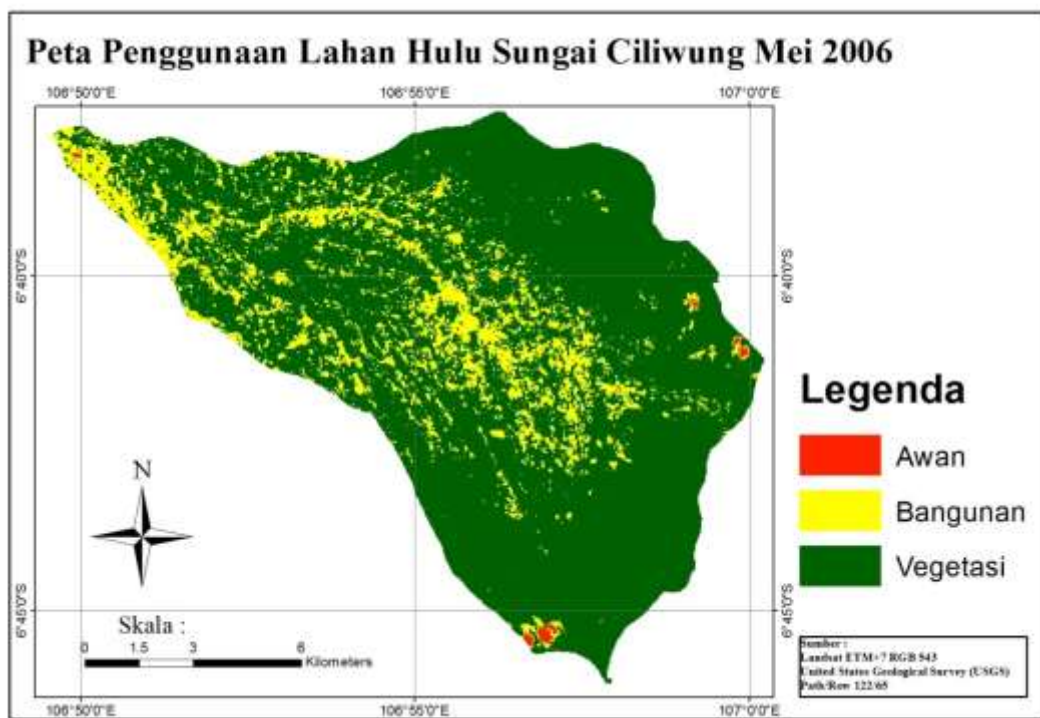 Peta Penggunaan Lahan Hulu Sungai Ciliwung Mei 2006
106°50'0"E 106°55'0"E 107°0'0"E
6°40'0"S 6°40'0"S
Legenda
Awan
Bangunan
Vegetasi
N
6°45'0"S 6°45'0"S
Skala :
0 1.5 3 6
Kilometers
Sumber :
Landsat ETM+7 RGB 543
United States Geological Survey (USGS)
Path/Row 122/65
106°50'0"E 106°55'0"E 107°0'0"E